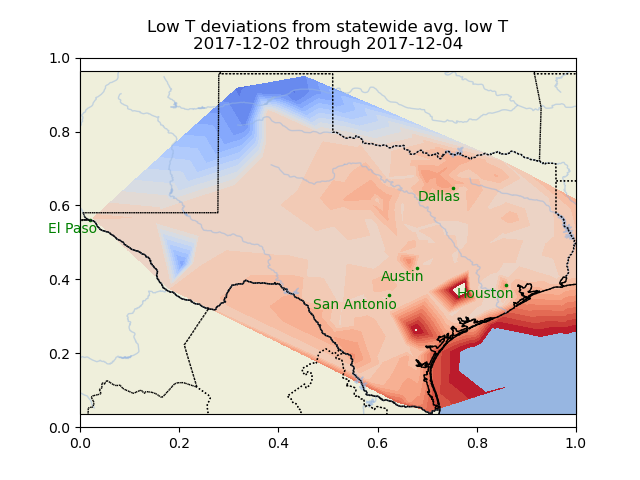 Low T deviations from statewide avg. low T
2017-12-02 through 2017-12-04
1.0
0.8
0.6
0.4
0.2
0.0
Dallas
El Paso
Austin
Houston
San Antonio
0.0 0.2 0.4 0.6 0.8 1.0